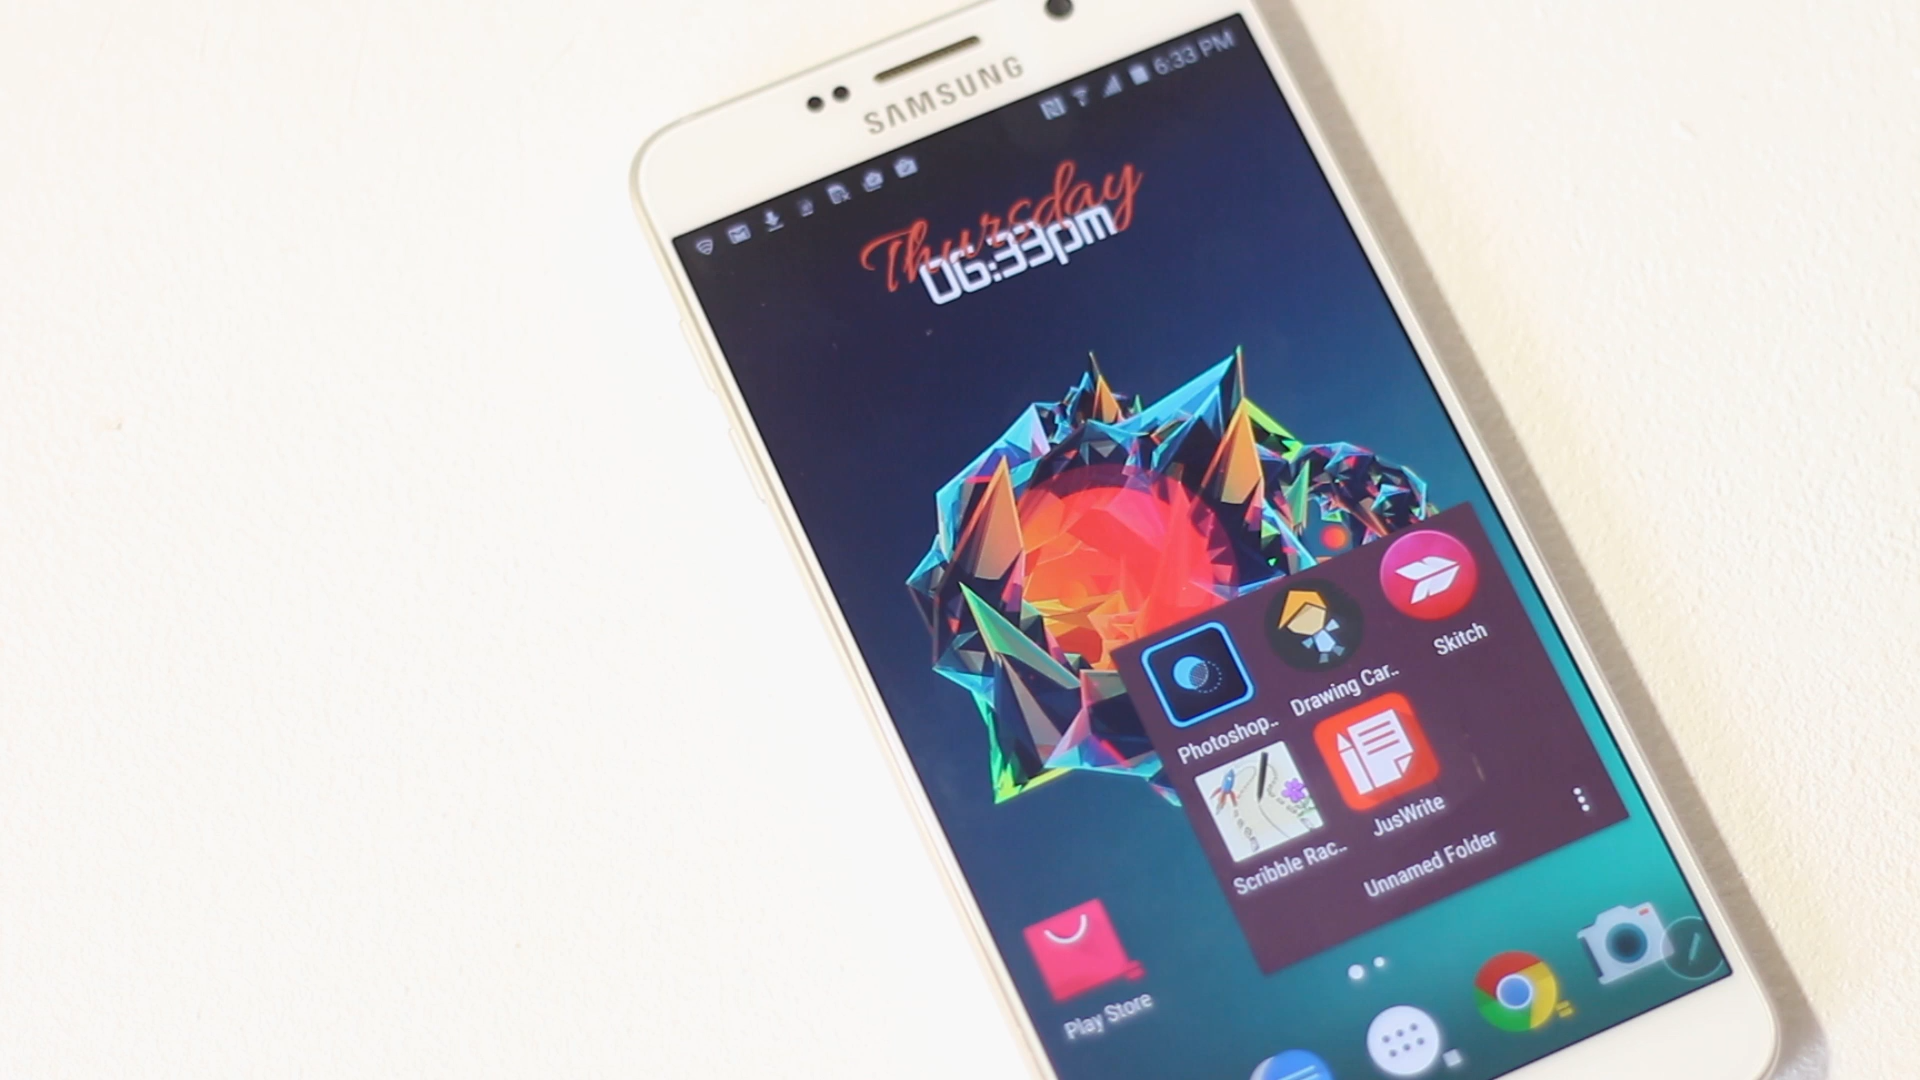 SAMSUNG
6:33 PM
Thursday
06:33pm
Photoshop..
Drawing Car..
Skitch
Scribble Rac..
JusWrite
Unnamed Folder
Play Store